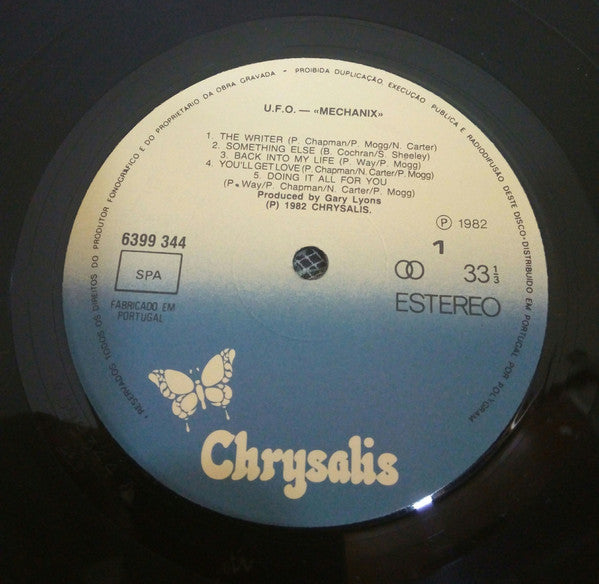 • RESERVADOS TODOS OS DIREITOS DO PRODUTOR FONOGRÁFICO E DO PROPRIETÁRIO DA OBRA GRAVADA - PROIBIDA DUPLICAÇÃO, EXECUÇÃO PÚBLICA E RADIODIFUSÃO DESTE DISCO • DISTRIBUÍDO EM PORTUGAL POR POLYGRAM
U.F.O. — «MECHANIX»
1. THE WRITER (P. Chapman/P. Mogg/N. Carter)
2. SOMETHING ELSE (B. Cochran/S. Sheeley)
3. BACK INTO MY LIFE (P. Way/P. Mogg)
4. YOU'LL GET LOVE (P. Chapman/N. Carter/P. Mogg)
5. DOING IT ALL FOR YOU
(P. Way/P. Chapman/N. Carter/P. Mogg)
Produced by Gary Lyons
(P) 1982 CHRYSALIS.
Ⓟ 1982
6399 344
1
SPA
33 1/3
FABRICADO EM
PORTUGAL
ESTEREO
Chrysalis